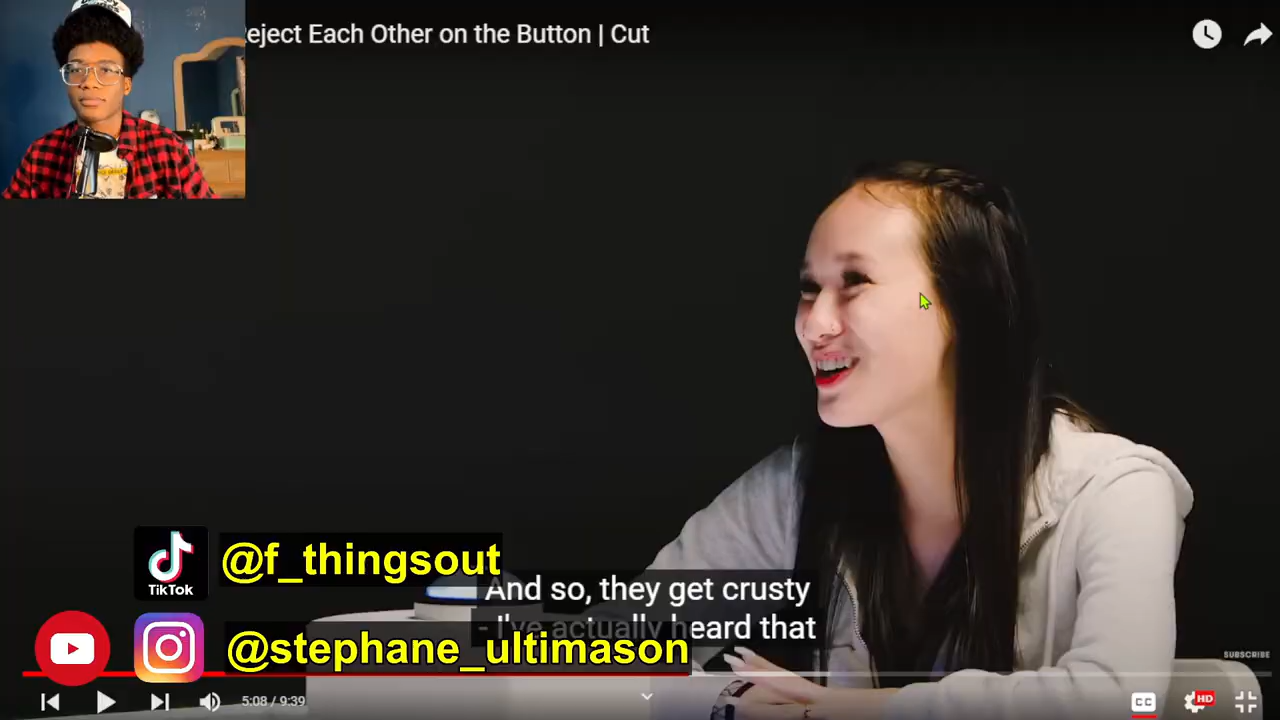 eject Each Other on the Button | Cut
TikTok
@f_thingsout
And so, they get crusty
- I've actually heard that
@stephane_ultimason
SUBSCRIBE
5:08 / 9:39
CC
HD